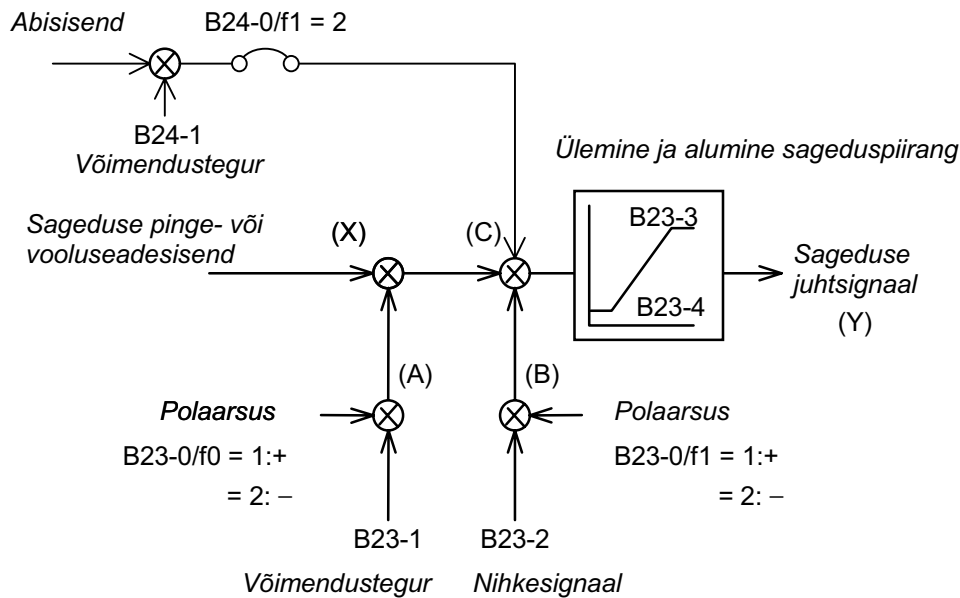 Abisisend
B24-0/f1 = 2
B24-1
Võimendustegur
Ülemine ja alumine sageduspiirang
Sageduse pinge- või
vooluseadesisend
(X)
(C)
B23-3
B23-4
Sageduse
juhtsignaal
(Y)
(A)
(B)
Polaarsus
B23-0/f0 = 1:+
= 2: –
Polaarsus
B23-0/f1 = 1:+
= 2: –
B23-1
B23-2
Võimendustegur
Nihkesignaal